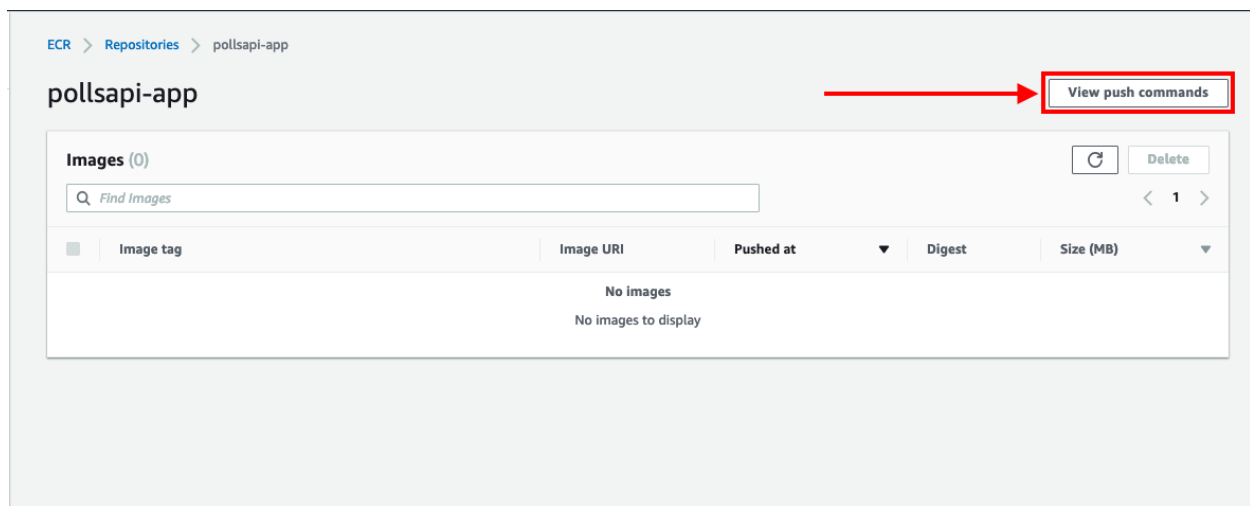 ECR > Repositories > pollsapi-app
pollsapi-app
View push commands
Images (0)
Delete
Find Images
< 1 >
Image tag Image URI Pushed at Digest Size (MB)
No images
No images to display